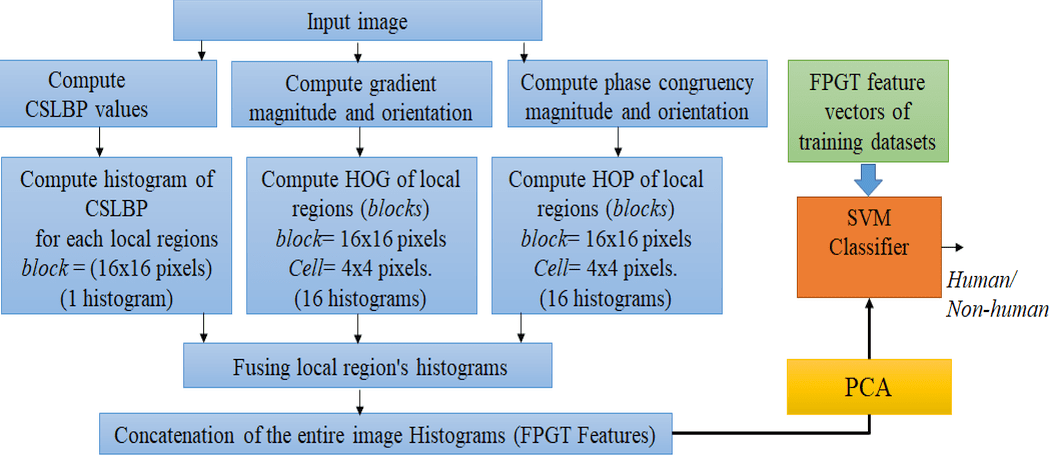 Input image
Compute
CSLBP values
Compute gradient
magnitude and orientation
Compute phase congruency
magnitude and orientation
FPGT feature
vectors of
training datasets
Compute histogram of
CSLBP
for each local regions
block = (16x16 pixels)
(1 histogram)
Compute HOG of local
regions (blocks)
block= 16x16 pixels
Cell= 4x4 pixels.
(16 histograms)
Compute HOP of local
regions (blocks)
block= 16x16 pixels
Cell= 4x4 pixels.
(16 histograms)
SVM
Classifier
Human/
Non-human
Fusing local region's histograms
PCA
Concatenation of the entire image Histograms (FPGT Features)